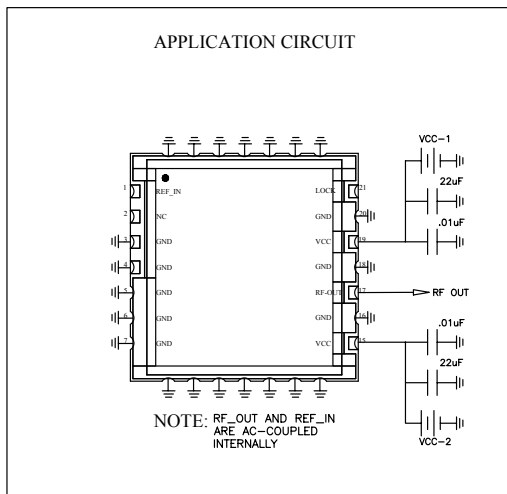 APPLICATION CIRCUIT
VCC-1
22uF
.01uF
1 REF_IN LOCK 21
2 NC GND 20
3 GND VCC 19
4 GND GND 18
5 GND RF-OUT 17 RF OUT
6 GND GND 16
7 GND VCC 15
.01uF
22uF
VCC-2
NOTE: RF_OUT AND REF_IN
ARE AC-COUPLED
INTERNALLY